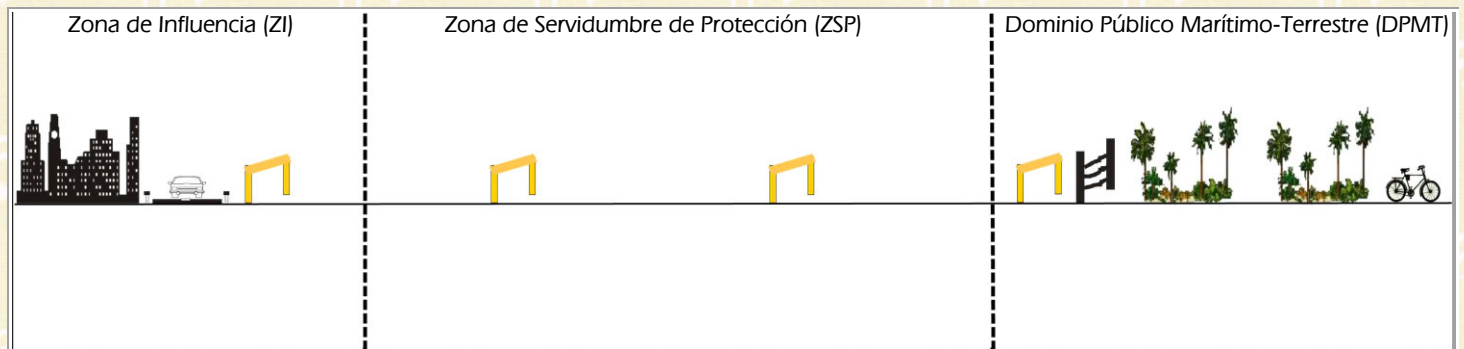 Zona de Influencia (ZI)
Zona de Servidumbre de Protección (ZSP)
Dominio Público Marítimo-Terrestre (DPMT)